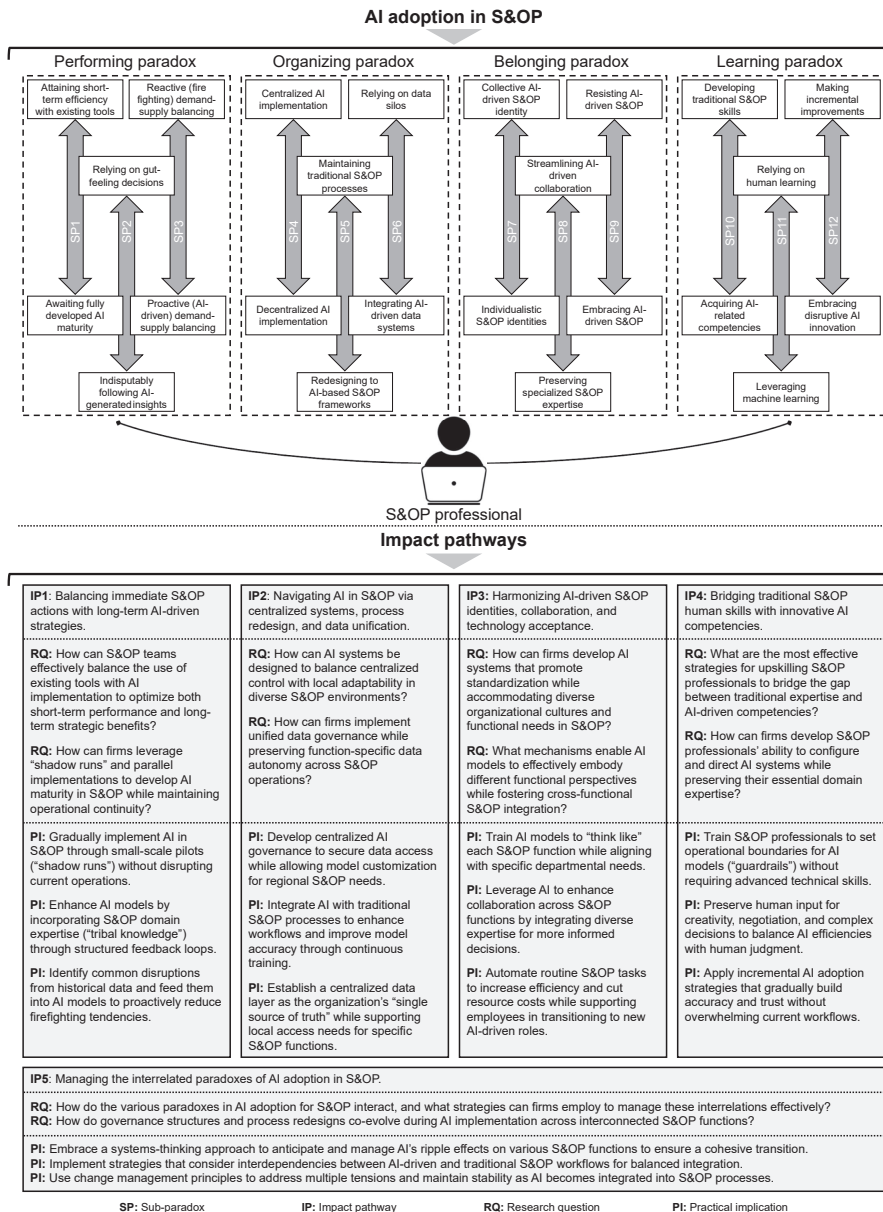 AI adoption in S&OP
Performing paradox
Organizing paradox
Belonging paradox
Learning paradox
Attaining short-
term efficiency
with existing tools
Reactive (fire
fighting) demand-
supply balancing
Relying on gut-
feeling decisions
SP1
SP2
SP3
Awaiting fully
developed AI
maturity
Proactive (AI-
driven) demand-
supply balancing
Indisputably
following AI-
generated insights
Centralized AI
implementation
Relying on data
silos
Maintaining
traditional S&OP
processes
SP4
SP5
SP6
Decentralized AI
implementation
Integrating AI-
driven data
systems
Redesigning to
AI-based S&OP
frameworks
Collective AI-
driven S&OP
identity
Resisting AI-
driven S&OP
Streamlining AI-
driven
collaboration
SP7
SP8
SP9
Individualistic
S&OP identities
Embracing AI-
driven S&OP
Preserving
specialized S&OP
expertise
Developing
traditional S&OP
skills
Making
incremental
improvements
Relying on
human learning
SP10
SP11
SP12
Acquiring AI-
related
competencies
Embracing
disruptive AI
innovation
Leveraging
machine learning
S&OP professional
Impact pathways
IP1: Balancing immediate S&OP
actions with long-term AI-driven
strategies.
RQ: How can S&OP teams
effectively balance the use of
existing tools with AI
implementation to optimize both
short-term performance and long-
term strategic benefits?
RQ: How can firms leverage
“shadow runs” and parallel
implementations to develop AI
maturity in S&OP while maintaining
operational continuity?
PI: Gradually implement AI in
S&OP through small-scale pilots
(“shadow runs”) without disrupting
current operations.
PI: Enhance AI models by
incorporating S&OP domain
expertise (“tribal knowledge”)
through structured feedback loops.
PI: Identify common disruptions
from historical data and feed them
into AI models to proactively reduce
firefighting tendencies.
IP2: Navigating AI in S&OP via
centralized systems, process
redesign, and data unification.
RQ: How can AI systems be
designed to balance centralized
control with local adaptability in
diverse S&OP environments?
RQ: How can firms implement
unified data governance while
preserving function-specific data
autonomy across S&OP
operations?
PI: Develop centralized AI
governance to secure data access
while allowing model customization
for regional S&OP needs.
PI: Integrate AI with traditional
S&OP processes to enhance
workflows and improve model
accuracy through continuous
training.
PI: Establish a centralized data
layer as the organization’s “single
source of truth” while supporting
local access needs for specific
S&OP functions.
IP3: Harmonizing AI-driven S&OP
identities, collaboration, and
technology acceptance.
RQ: How can firms develop AI
systems that promote
standardization while
accommodating diverse
organizational cultures and
functional needs in S&OP?
RQ: What mechanisms enable AI
models to effectively embody
different functional perspectives
while fostering cross-functional
S&OP integration?
PI: Train AI models to “think like”
each S&OP function while aligning
with specific departmental needs.
PI: Leverage AI to enhance
collaboration across S&OP
functions by integrating diverse
expertise for more informed
decisions.
PI: Automate routine S&OP tasks
to increase efficiency and cut
resource costs while supporting
employees in transitioning to new
AI-driven roles.
IP4: Bridging traditional S&OP
human skills with innovative AI
competencies.
RQ: What are the most effective
strategies for upskilling S&OP
professionals to bridge the gap
between traditional expertise and
AI-driven competencies?
RQ: How can firms develop S&OP
professionals’ ability to configure
and direct AI systems while
preserving their essential domain
expertise?
PI: Train S&OP professionals to set
operational boundaries for
AI models (“guardrails”) without
requiring advanced technical skills.
PI: Preserve human input for
creativity, negotiation, and complex
decisions to balance AI efficiencies
with human judgment.
PI: Apply incremental AI adoption
strategies that gradually build
accuracy and trust without
overwhelming current workflows.
IP5: Managing the interrelated paradoxes of AI adoption in S&OP.
RQ: How do the various paradoxes in AI adoption for S&OP interact, and what strategies can firms employ to manage these interrelations effectively?
RQ: How do governance structures and process redesigns co-evolve during AI implementation across interconnected S&OP functions?
PI: Embrace a systems-thinking approach to anticipate and manage AI’s ripple effects on various S&OP functions to ensure a cohesive transition.
PI: Implement strategies that consider interdependencies between AI-driven and traditional S&OP workflows for balanced integration.
PI: Use change management principles to address multiple tensions and maintain stability as AI becomes integrated into S&OP processes.
SP: Sub-paradox
IP: Impact pathway
RQ: Research question
PI: Practical implication